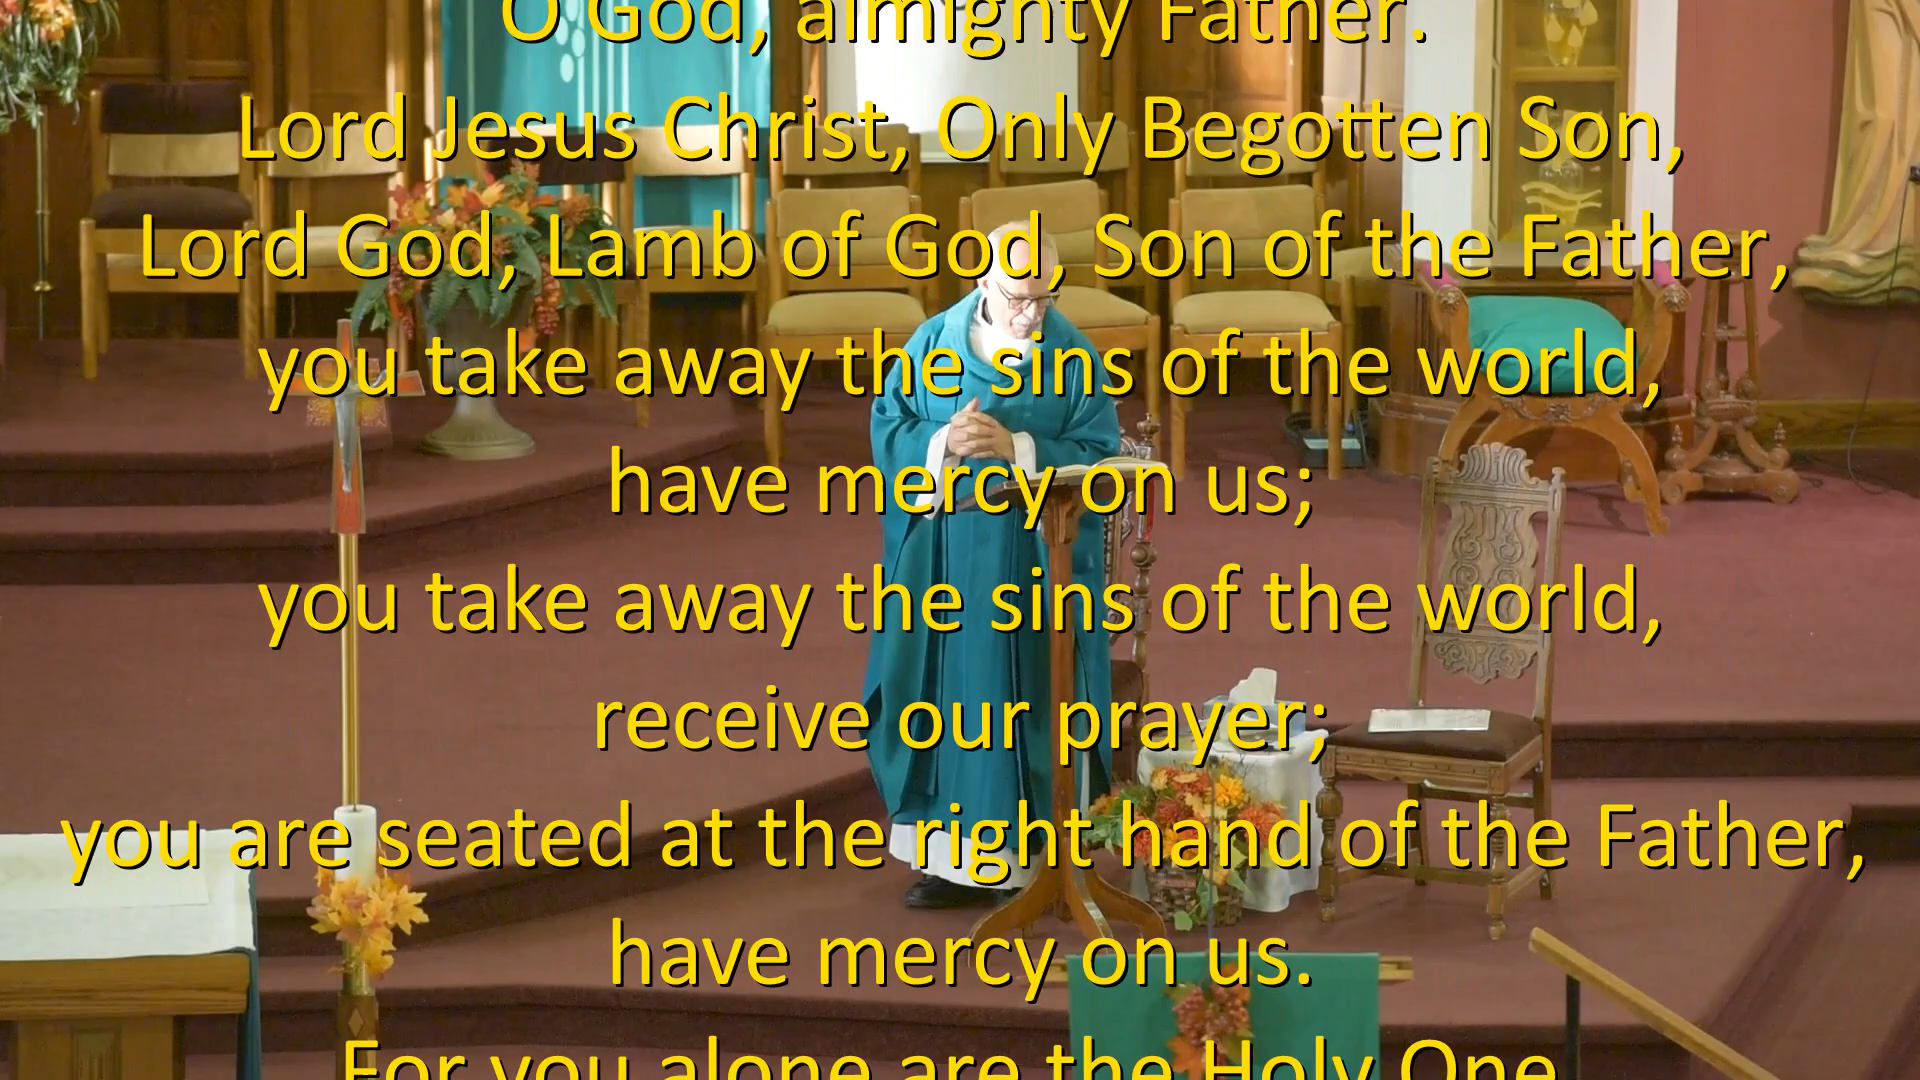 O God, almighty Father.
Lord Jesus Christ, Only Begotten Son,
Lord God, Lamb of God, Son of the Father,
you take away the sins of the world,
have mercy on us;
you take away the sins of the world,
receive our prayer;
you are seated at the right hand of the Father,
have mercy on us.
For you alone are the Holy One